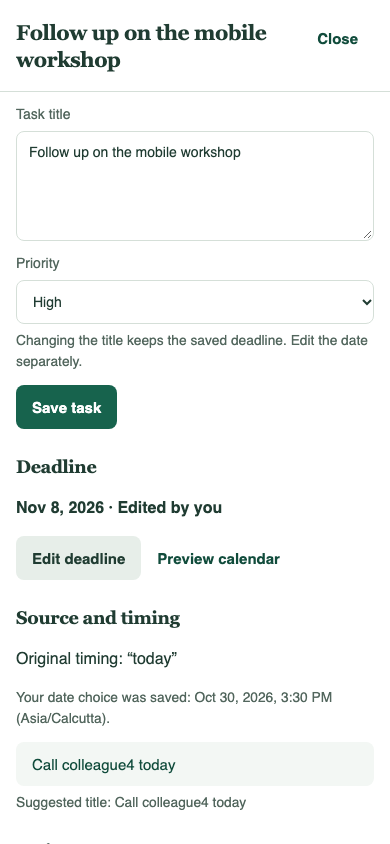 Follow up on the mobile
workshop
Close
Task title
Follow up on the mobile workshop
Priority
High
Changing the title keeps the saved deadline. Edit the date
separately.
Save task
Deadline
Nov 8, 2026 · Edited by you
Edit deadline
Preview calendar
Source and timing
Original timing: “today”
Your date choice was saved: Oct 30, 2026, 3:30 PM
(Asia/Calcutta).
Call colleague4 today
Suggested title: Call colleague4 today